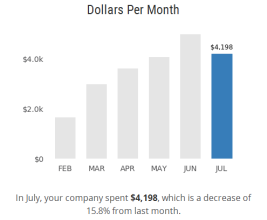 Dollars Per Month
$4,198
$4.0k
$2.0k
$0
FEB MAR APR MAY JUN JUL
In July, your company spent $4,198, which is a decrease of
15.8% from last month.